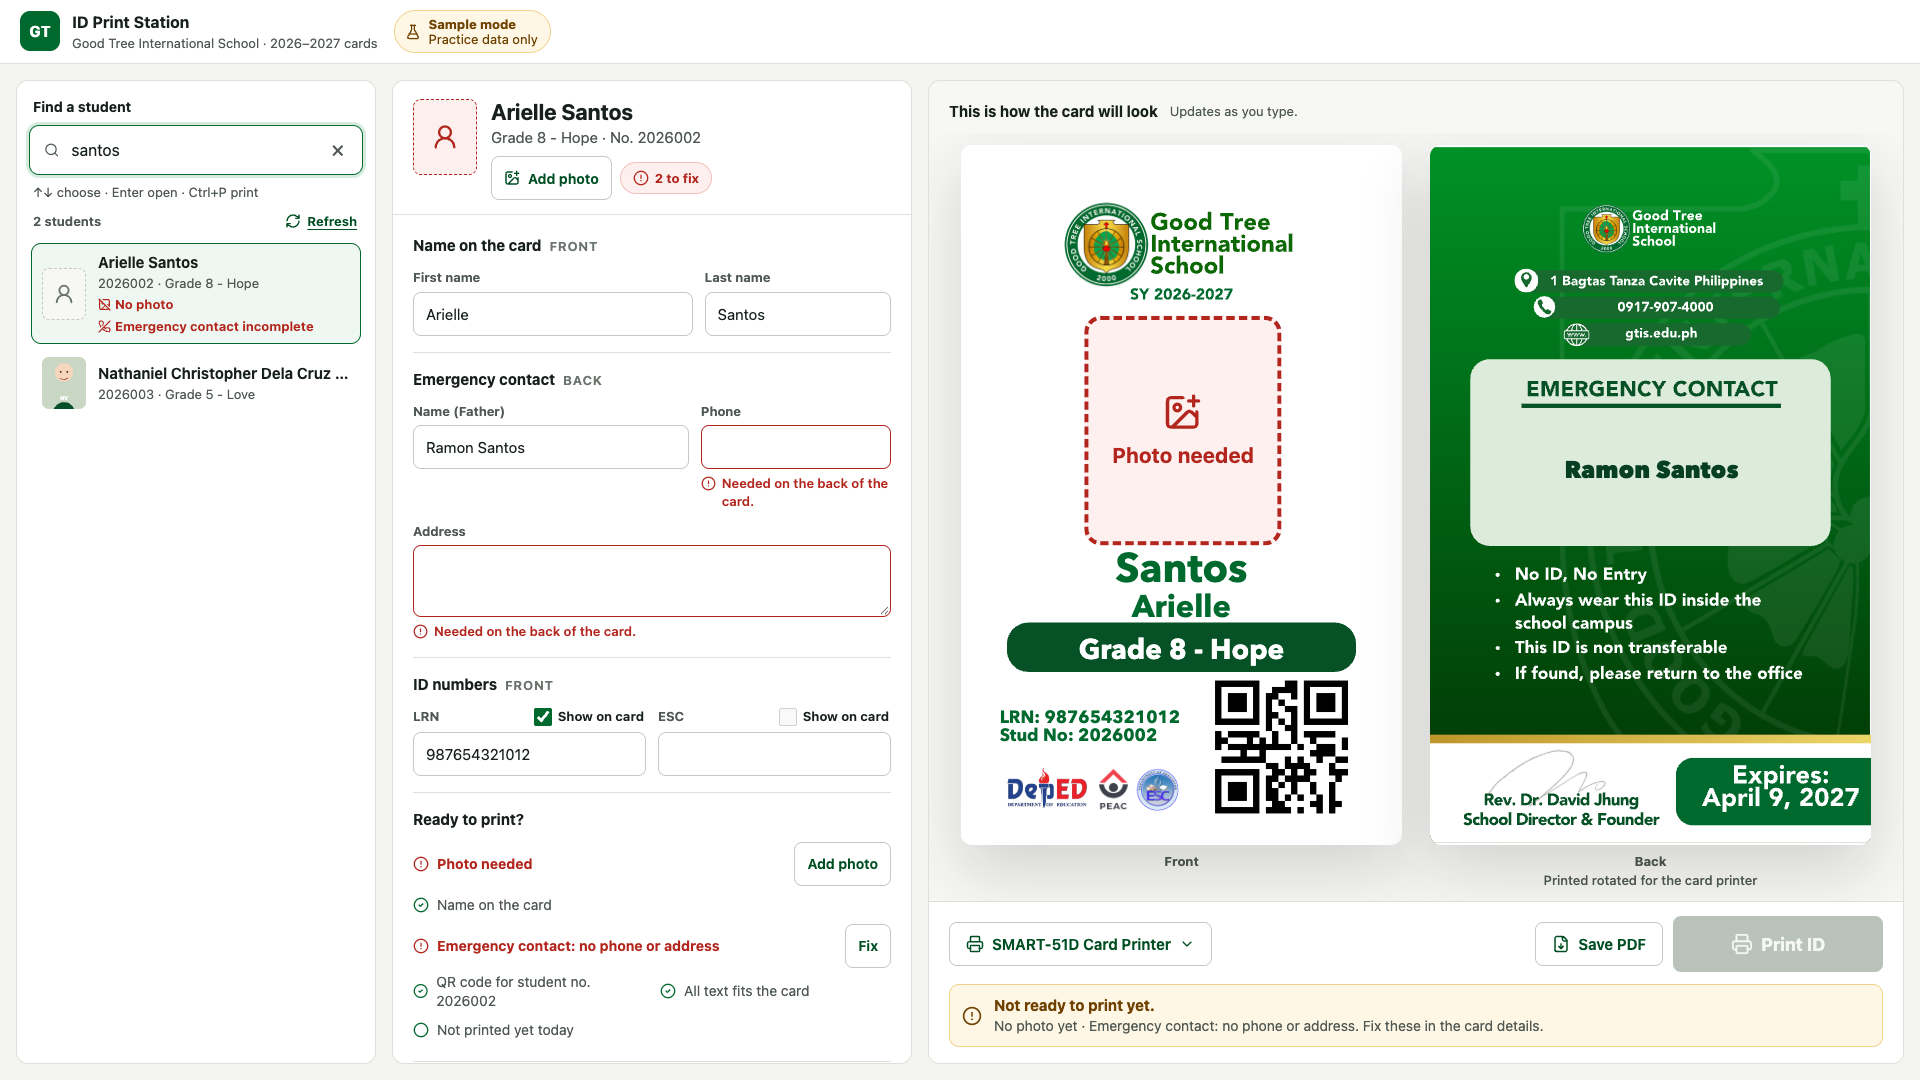 GT
ID Print Station
Good Tree International School · 2026–2027 cards
Sample mode
Practice data only
Find a student
santos
↑↓ choose · Enter open · Ctrl+P print
2 students
Refresh
Arielle Santos
2026002 · Grade 8 - Hope
No photo
Emergency contact incomplete
Nathaniel Christopher Dela Cruz ...
2026003 · Grade 5 - Love
Arielle Santos
Grade 8 - Hope · No. 2026002
Add photo
2 to fix
Name on the card FRONT
First name
Last name
Arielle
Santos
Emergency contact BACK
Name (Father)
Phone
Ramon Santos
Needed on the back of the
card.
Address
Needed on the back of the card.
ID numbers FRONT
LRN
Show on card
ESC
Show on card
987654321012
Ready to print?
Photo needed
Add photo
Name on the card
Emergency contact: no phone or address
Fix
QR code for student no.
2026002
All text fits the card
Not printed yet today
This is how the card will look
Updates as you type.
GOOD TREE INTERNATIONAL SCHOOL
2000
Good Tree
International
School
SY 2026-2027
Photo needed
Santos
Arielle
Grade 8 - Hope
LRN: 987654321012
Stud No: 2026002
DepED
DEPARTMENT OF EDUCATION
PEAC
ESC
Front
Good Tree
International
School
1 Bagtas Tanza Cavite Philippines
0917-907-4000
www.
gtis.edu.ph
EMERGENCY CONTACT
Ramon Santos
• No ID, No Entry
• Always wear this ID inside the
school campus
• This ID is non transferable
• If found, please return to the office
Rev. Dr. David Jhung
School Director & Founder
Expires:
April 9, 2027
Back
Printed rotated for the card printer
SMART-51D Card Printer
Save PDF
Print ID
Not ready to print yet.
No photo yet · Emergency contact: no phone or address. Fix these in the card details.